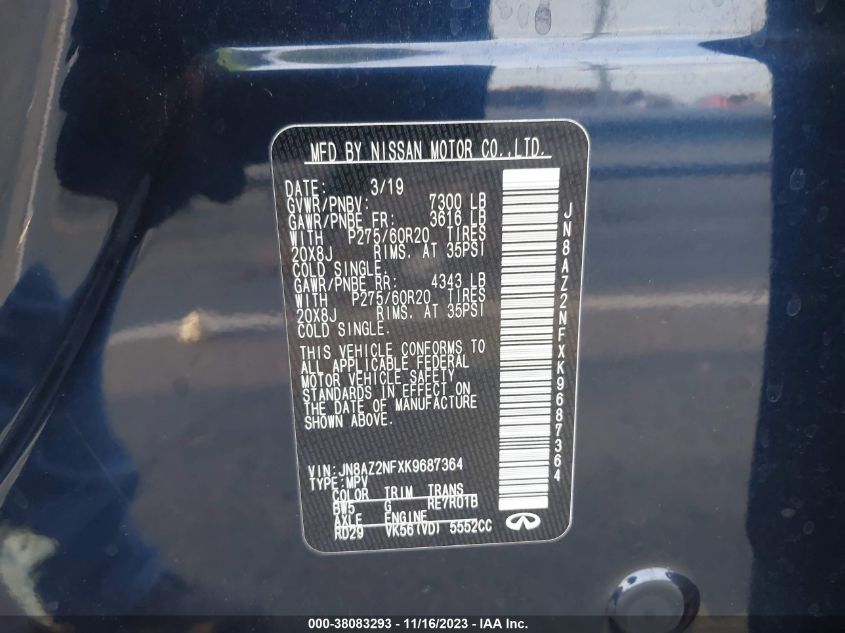 MFD BY NISSAN MOTOR CO.,LTD.
DATE: 3/19
GVWR/PNBV: 7300 LB
GAWR/PNBE FR: 3616 LB
WITH P275/60R20 TIRES
20X8J RIMS. AT 35PSI
COLD SINGLE.
GAWR/PNBE RR: 4343 LB
WITH P275/60R20 TIRES
20X8J RIMS. AT 35PSI
COLD SINGLE.
THIS VEHICLE CONFORMS TO
ALL APPLICABLE FEDERAL
MOTOR VEHICLE SAFETY
STANDARDS IN EFFECT ON
THE DATE OF MANUFACTURE
SHOWN ABOVE.
VIN:JN8AZ2NFXK9687364
TYPE:MPV
COLOR TRIM TRANS
BW5 G RE7R01B
AXLE ENGINE
RD29 VK56(VD) 5552CC
JN8AZ2NFXK9687364
000-38083293 - 11/16/2023 - Copyright IAA, Inc.